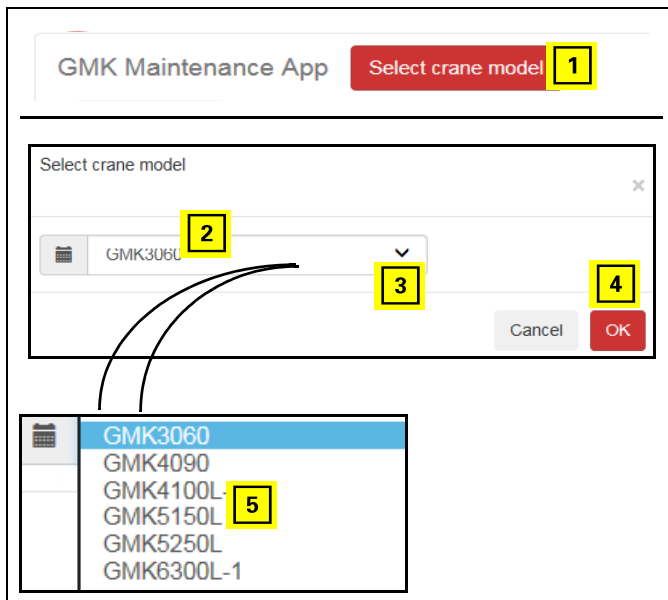 GMK Maintenance App Select crane model 1
Select crane model
×
2
GMK3060
3
4
Cancel OK
GMK3060
GMK4090
GMK4100L-
5
GMK5150L
GMK5250L
GMK6300L-1